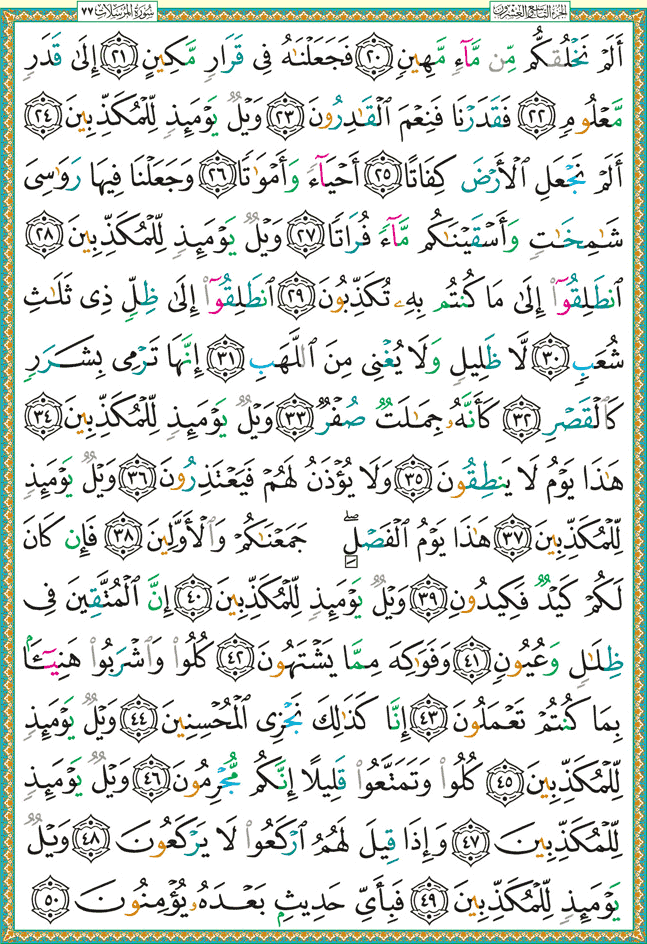 الجزء التاسع والعشرون
سورة المرسلات ٧٧
أَلَمْ نَخْلُقكُّم مِّن مَّآءٍ مَّهِينٍ ٢٠ فَجَعَلْنَٰهُ فِى قَرَارٍ مَّكِينٍ ٢١ إِلَىٰ قَدَرٍ
مَّعْلُومٍ ٢٢ فَقَدَرْنَا فَنِعْمَ ٱلْقَٰدِرُونَ ٢٣ وَيْلٌ يَوْمَئِذٍ لِّلْمُكَذِّبِينَ ٢٤
أَلَمْ نَجْعَلِ ٱلْأَرْضَ كِفَاتًا ٢٥ أَحْيَآءً وَأَمْوَٰتًا ٢٦ وَجَعَلْنَا فِيهَا رَوَٰسِىَ
شَٰمِخَٰتٍ وَأَسْقَيْنَٰكُم مَّآءً فُرَاتًا ٢٧ وَيْلٌ يَوْمَئِذٍ لِّلْمُكَذِّبِينَ ٢٨
ٱنطَلِقُوٓا۟ إِلَىٰ مَا كُنتُم بِهِۦ تُكَذِّبُونَ ٢٩ ٱنطَلِقُوٓا۟ إِلَىٰ ظِلٍّ ذِى ثَلَٰثِ
شُعَبٍ ٣٠ لَّا ظَلِيلٍ وَلَا يُغْنِى مِنَ ٱللَّهَبِ ٣١ إِنَّهَا تَرْمِى بِشَرَرٍ
كَٱلْقَصْرِ ٣٢ كَأَنَّهُۥ جِمَٰلَتٌ صُفْرٌ ٣٣ وَيْلٌ يَوْمَئِذٍ لِّلْمُكَذِّبِينَ ٣٤
هَٰذَا يَوْمُ لَا يَنطِقُونَ ٣٥ وَلَا يُؤْذَنُ لَهُمْ فَيَعْتَذِرُونَ ٣٦ وَيْلٌ يَوْمَئِذٍ
لِّلْمُكَذِّبِينَ ٣٧ هَٰذَا يَوْمُ ٱلْفَصْلِ ۖ جَمَعْنَٰكُمْ وَٱلْأَوَّلِينَ ٣٨ فَإِن كَانَ
لَكُمْ كَيْدٌ فَكِيدُونِ ٣٩ وَيْلٌ يَوْمَئِذٍ لِّلْمُكَذِّبِينَ ٤٠ إِنَّ ٱلْمُتَّقِينَ فِى
ظِلَٰلٍ وَعُيُونٍ ٤١ وَفَوَٰكِهَ مِمَّا يَشْتَهُونَ ٤٢ كُلُوا۟ وَٱشْرَبُوا۟ هَنِيٓـًٔۢا
بِمَا كُنتُمْ تَعْمَلُونَ ٤٣ إِنَّا كَذَٰلِكَ نَجْزِى ٱلْمُحْسِنِينَ ٤٤ وَيْلٌ يَوْمَئِذٍ
لِّلْمُكَذِّبِينَ ٤٥ كُلُوا۟ وَتَمَتَّعُوا۟ قَلِيلًا إِنَّكُم مُّجْرِمُونَ ٤٦ وَيْلٌ يَوْمَئِذٍ
لِّلْمُكَذِّبِينَ ٤٧ وَإِذَا قِيلَ لَهُمُ ٱرْكَعُوا۟ لَا يَرْكَعُونَ ٤٨ وَيْلٌ
يَوْمَئِذٍ لِّلْمُكَذِّبِينَ ٤٩ فَبِأَىِّ حَدِيثٍۭ بَعْدَهُۥ يُؤْمِنُونَ ٥٠